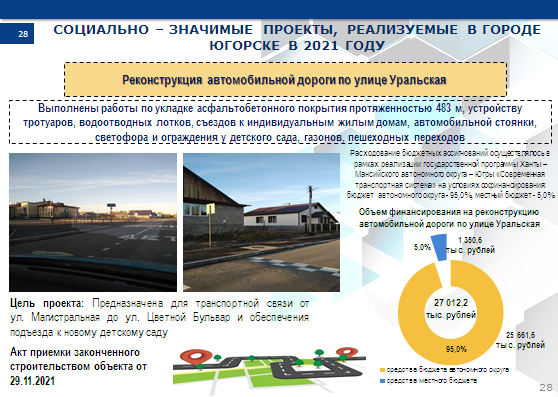 28
СОЦИАЛЬНО – ЗНАЧИМЫЕ ПРОЕКТЫ, РЕАЛИЗУЕМЫЕ В ГОРОДЕ
ЮГОРСКЕ В 2021 ГОДУ
Реконструкция автомобильной дороги по улице Уральская
Выполнены работы по укладке асфальтобетонного покрытия протяженностью 483 м, устройству
тротуаров, водоотводных лотков, съездов к индивидуальным жилым домам, автомобильной стоянки,
светофора и ограждения у детского сада, газонов, пешеходных переходов
Расходование бюджетных ассигнований осуществлялось в
рамках реализации государственной программы Ханты –
Мансийского автономного округа – Югры «Современная
транспортная система» на условиях софинансирования:
бюджет автономного округа - 95,0%, местный бюджет - 5,0%
Объем финансирования на реконструкцию
автомобильной дороги по улице Уральская
5,0%
1 350,6
тыс. рублей
27 012,2
тыс. рублей
25 661,6
тыс. рублей
95,0%
средства бюджета автономного округа
средства местного бюджета
Цель проекта: Предназначена для транспортной связи от
ул. Магистральная до ул. Цветной Бульвар и обеспечения
подъезда к новому детскому саду
Акт приемки законченного
строительством объекта от
29.11.2021
28